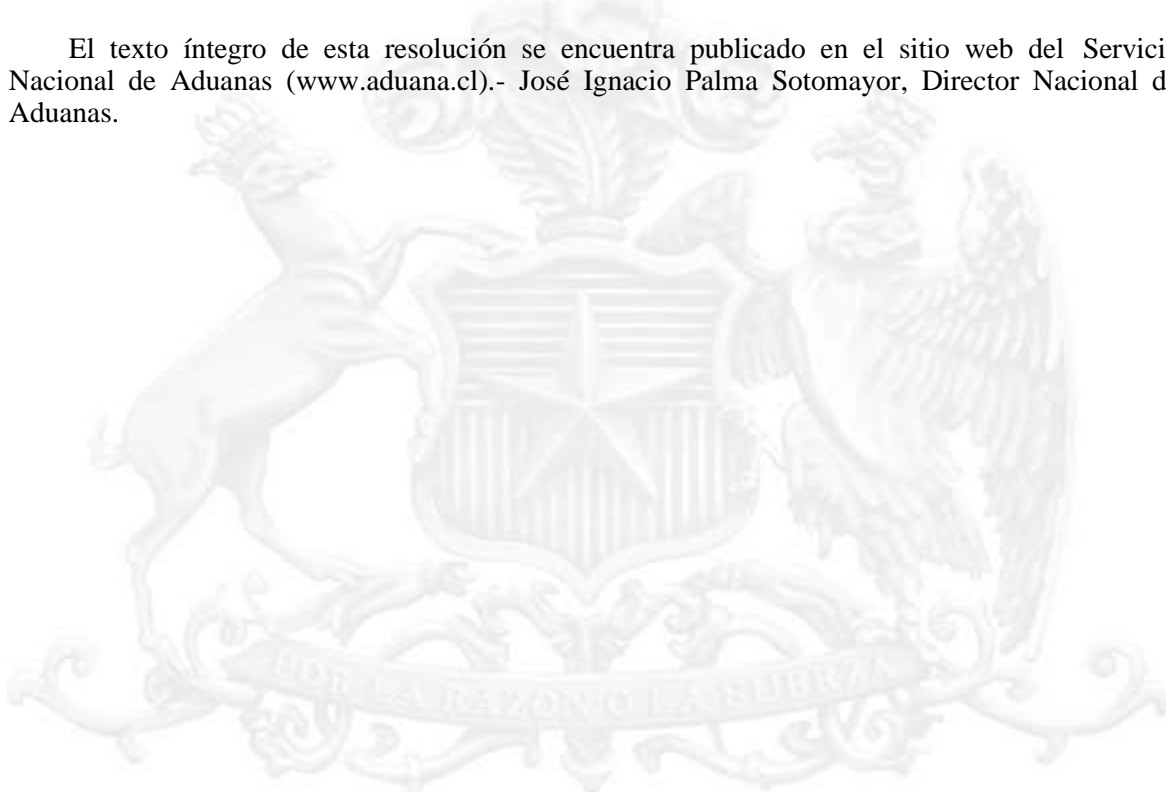 El texto íntegro de esta resolución se encuentra publicado en el sitio web del Servici
Nacional de Aduanas (www.aduana.cl).- José Ignacio Palma Sotomayor, Director Nacional d
Aduanas.
POR LA RAZON O LA FUERZA